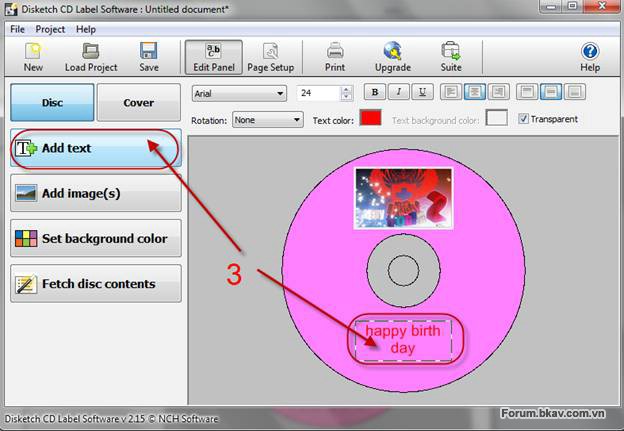 Disketch CD Label Software : Untitled document*
File Project Help
New Load Project Save Edit Panel Page Setup Print Upgrade Suite Help
Disc Cover
Arial 24 B I U
Rotation: None Text color: Text background color: Transparent
Add text
Add image(s)
Set background color
Fetch disc contents
3
2
happy birth
day
Disketch CD Label Software v 2.15 © NCH Software
Forum.bkav.com.vn